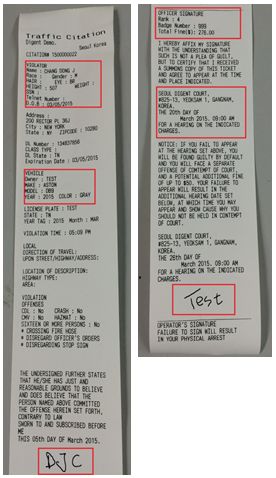 Traffic Citation
Digent Demo.
Seoul Korea
CITATION 1500000022
VIOLATOR
Name : CHANG DONG J
Race : Gender : M
HAIR : EYE : BR
Height : 507 WEIGHT :
SSN :
Telnet Number :
D.O.B : 03/05/2015
Address :
200 RECTOR PL 36J
City : NEW YORK
State : NY ZIPCODE : 10280
DL Number : 134837856
CLASS TYPE :
DL State : TN
Expiration Date : 03/05/2015
VEHICLE
Owner : TEST
MAKE : ASTON
MODEL : DB9
YEAR : 2015 COLOR : GRAY
LICENSE PLATE : TEST
STATE : TN
YEAR TAG : 2015 Month : MAR
VIOLATION TIME : 05:09 PM
LOCAL
DIRECTION OF TRAVEL:
UPON STREET/HIGHWAY/ADDRESS:
LOCATION OF DESCRIPTION:
HIGHWAY TYPE:
AREA:
VIOLATION
OFFENSES
CDL : No CRASH : No
CMV : No HAZMAT : No
SIXTEEN OR MORE PERSONS : No
* CROSSING FIRE HOSE
* DISREGARD OFFICER'S ORDERS
* DISREGARDING STOP SIGN
THE UNDERSIGNED FURTHER STATES
THAT HE/SHE HAS JUST AND
REASONABLE GROUNDS TO BELIEVE
AND DOES BELIEVE THAT THE
PERSON NAMED ABOVE COMMITTED
THE OFFENSE HEREIN SET FORTH,
CONTRARY TO LAW
SWORN TO AND SUBSCRIBED BEFORE
ME
THIS 05th DAY OF March 2015.
DJC
OFFICER SIGNATURE
Rank : 4
Badge Number : 999
Total Fine($) : 276.00
I HEREBY AFFIX MY SIGNATURE
WITH THE UNDERSTANDING THAT
SUCH IS NOT A PLEA OF GUILT,
BUT TO CERTIFY THAT I RECEIVED
A SUMMONS COPY OF THIS TICKET
AND AGREE TO APPEAR AT THE TIME
AND PLACE INDICATED.
SEOUL DIGENT COURT,
#825-13, YEOKSAM 1, GANGNAM,
KOREA.
THE 20th DAY OF
March 2015, 09:00 AM
FOR A HEARING ON THE INDICATED
CHARGES.
NOTICE: IF YOU FAIL TO APPEAR
AT THE HEARING SET ABOVE, YOU
WILL BE FOUND GUILTY BY DEFAULT
AND YOU WILL FACE A SEPARATE
OFFENSE OF CONTEMPT OF COURT,
AND A POTENTIAL ADDITIONAL FINE
OF UP TO $50. YOUR FAILURE TO
APPEAR WILL RESULT IN THE
ADDITIONAL HEARING DATE SET
BELOW, AT WHICH TIME YOU MAY
APPEAR AND SHOW CAUSE WHY YOU
SHOULD NOT BE HELD IN CONTEMPT
OF COURT.
SEOUL DIGENT COURT,
#825-13, YEOKSAM 1, GANGNAM,
KOREA.
THE 26th DAY OF
March 2015, 09:00 AM
FOR A HEARING ON THE INDICATED
CHARGES.
Test
OPERATOR'S SIGNATURE
FAILURE TO SIGN WILL RESULT
IN YOUR PHYSICAL ARREST